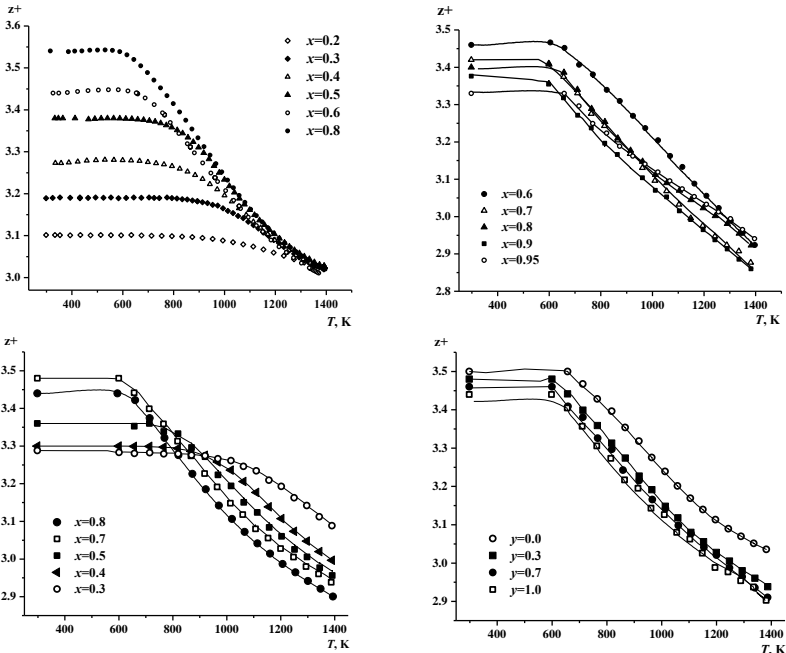 z+
3.6
3.5
3.4
3.3
3.2
3.1
3.0
400 600 800 1000 1200 1400
T, K
x=0.2
x=0.3
x=0.4
x=0.5
x=0.6
x=0.8
z+
3.5
3.4
3.3
3.2
3.1
3.0
2.9
2.8
400 600 800 1000 1200 1400
T, K
x=0.6
x=0.7
x=0.8
x=0.9
x=0.95
z+
3.5
3.4
3.3
3.2
3.1
3.0
2.9
400 600 800 1000 1200 1400
T, K
x=0.8
x=0.7
x=0.5
x=0.4
x=0.3
z+
3.5
3.4
3.3
3.2
3.1
3.0
2.9
400 600 800 1000 1200 1400
T, K
y=0.0
y=0.3
y=0.7
y=1.0